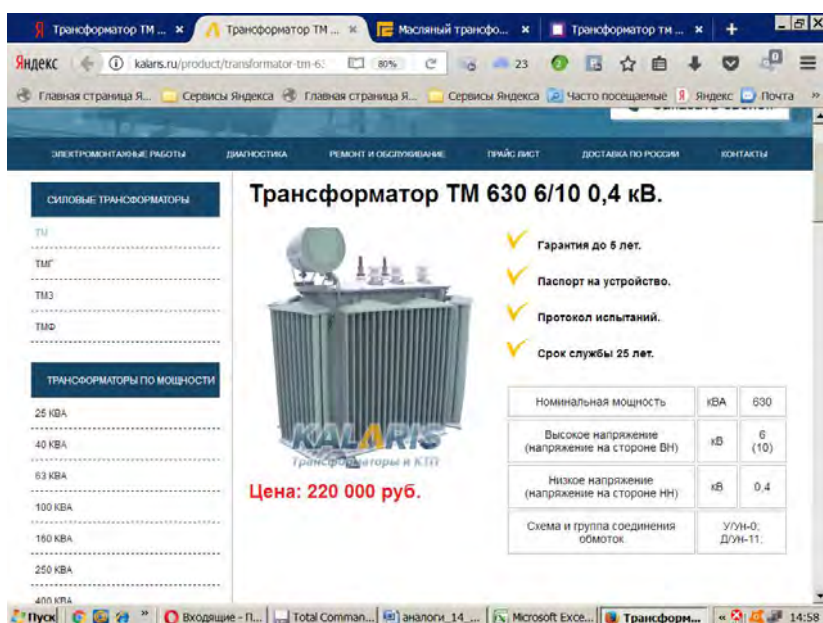 Трансформатор ТМ ...
Трансформатор ТМ ...
Масляный трансфо...
Трансформатор тм ...
Яндекс
kalaris.ru/product/transformator-tm-6
80%
23
Главная страница Я...
Сервисы Яндекса
Главная страница Я...
Сервисы Яндекса
Часто посещаемые
Яндекс
Почта
»
ЭЛЕКТРОМОНТАЖНЫЕ РАБОТЫ
ДИАГНОСТИКА
РЕМОНТ И ОБСЛУЖИВАНИЕ
ПРАЙС ЛИСТ
ДОСТАВКА ПО РОССИИ
КОНТАКТЫ
СИЛОВЫЕ ТРАНСФОРМАТОРЫ
ТМ
ТМГ
ТМЗ
ТМФ
ТРАНСФОРМАТОРЫ ПО МОЩНОСТИ
25 КВА
40 КВА
63 КВА
100 КВА
160 КВА
250 КВА
400 КВА
Трансформатор ТМ 630 6/10 0,4 кВ.
KALARIS
Трансформаторы и КТП
Цена: 220 000 руб.
Гарантия до 5 лет.
Паспорт на устройство.
Протокол испытаний.
Срок службы 25 лет.
Номинальная мощность кВА 630
Высокое напряжение
(напряжение на стороне ВН) кВ 6
(10)
Низкое напряжение
(напряжение на стороне НН) кВ 0,4
Схема и группа соединения
обмоток
У/Ун-0;
Д/Ун-11;
Пуск
»
Входящие - П...
Total Comman...
аналоги_14_...
Microsoft Exce...
Трансформ...
«
14:58